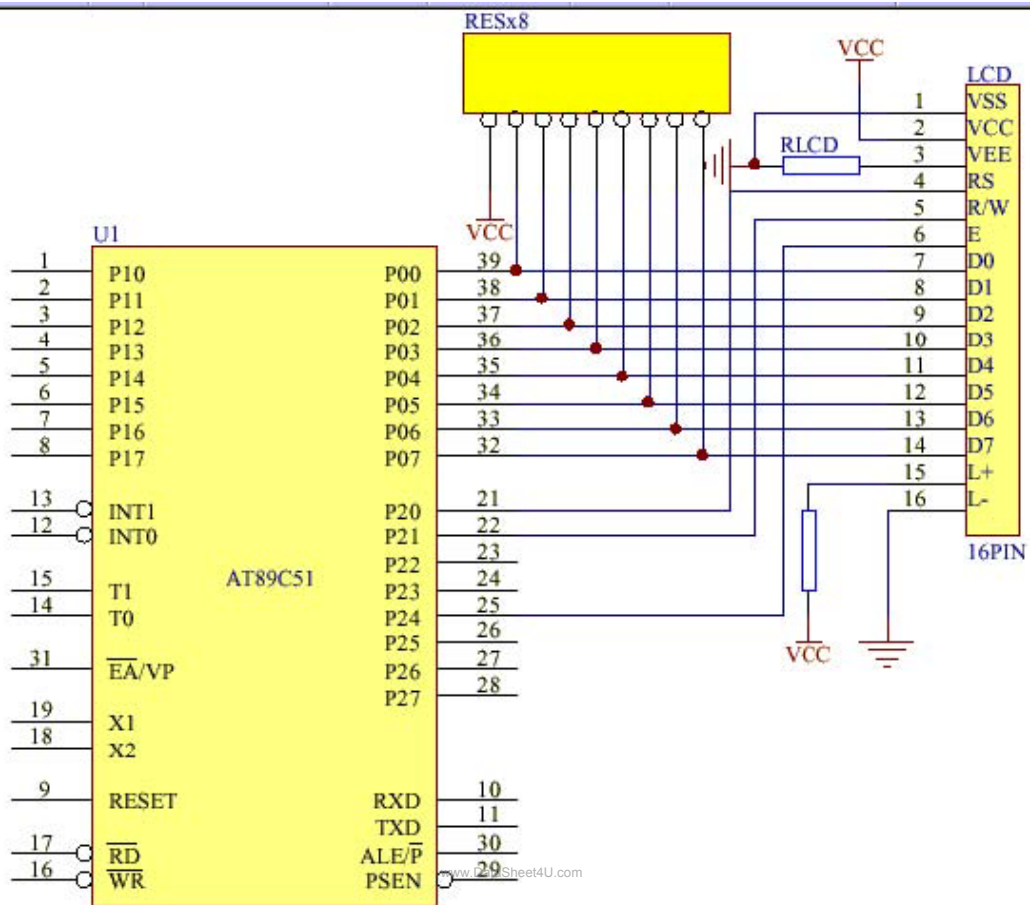 RESx8
VCC
LCD
1 VSS
2 VCC
RLCD 3 VEE
4 RS
5 R/W
6 E
VCC
U1
1 P10 P00 39 7 D0
2 P11 P01 38 8 D1
3 P12 P02 37 9 D2
4 P13 P03 36 10 D3
5 P14 P04 35 11 D4
6 P15 P05 34 12 D5
7 P16 P06 33 13 D6
8 P17 P07 32 14 D7
15 L+
16 L-
16PIN
13 INT1 P20 21
12 INT0 P21 22
P22 23
AT89C51
15 T1 P23 24
14 T0 P24 25
P25 26
VCC
31 EA/VP P26 27
P27 28
19 X1
18 X2
9 RESET RXD 10
TXD 11
17 RD ALE/P 30
16 WR PSEN 29
www.DataSheet4U.com